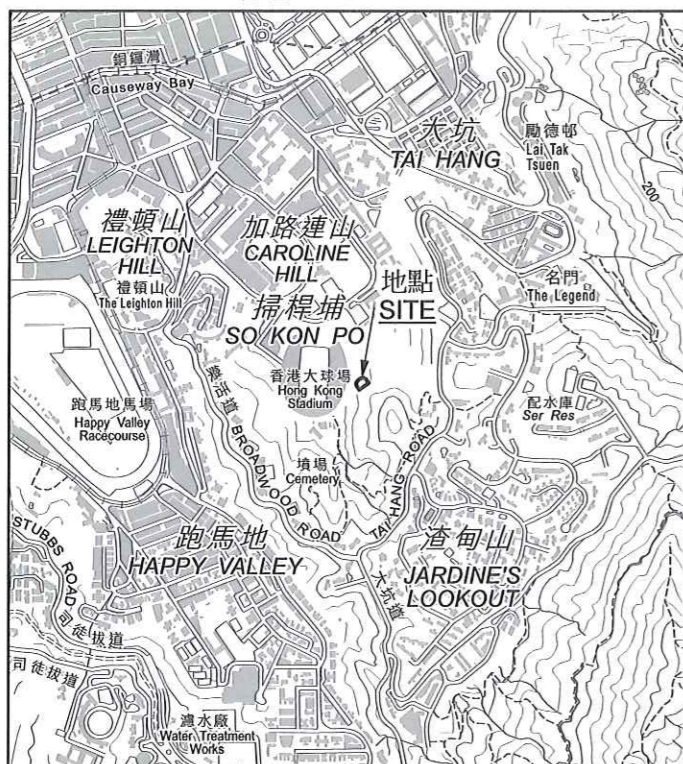 銅鑼灣
Causeway Bay
大坑
TAI HANG
勵德邨
Lai Tak
Tsuen
200
禮頓山
LEIGHTON
HILL
禮頓山
The Leighton Hill
加路連山
CAROLINE
HILL
地點
SITE
名門
The Legend
掃桿埔
SO KON PO
香港大球場
Hong Kong
Stadium
跑馬地馬場
Happy Valley
Racecourse
樂活道 BROADWOOD ROAD
配水庫
Ser Res
墳場
Cemetery
TAI HANG ROAD
大坑道
STUBBS ROAD 司徒拔道
跑馬地
HAPPY VALLEY
渣甸山
JARDINE'S
LOOKOUT
司徒拔道
濾水廠
Water Treatment
Works